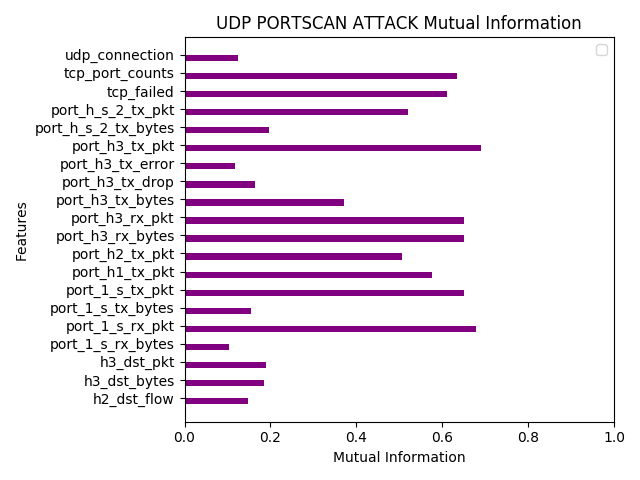 UDP PORTSCAN ATTACK Mutual Information
udp_connection
tcp_port_counts
tcp_failed
port_h_s_2_tx_pkt
port_h_s_2_tx_bytes
port_h3_tx_pkt
port_h3_tx_error
port_h3_tx_drop
port_h3_tx_bytes
port_h3_rx_pkt
port_h3_rx_bytes
port_h2_tx_pkt
port_h1_tx_pkt
port_1_s_tx_pkt
port_1_s_tx_bytes
port_1_s_rx_pkt
port_1_s_rx_bytes
h3_dst_pkt
h3_dst_bytes
h2_dst_flow
Features
0.0 0.2 0.4 0.6 0.8 1.0
Mutual Information